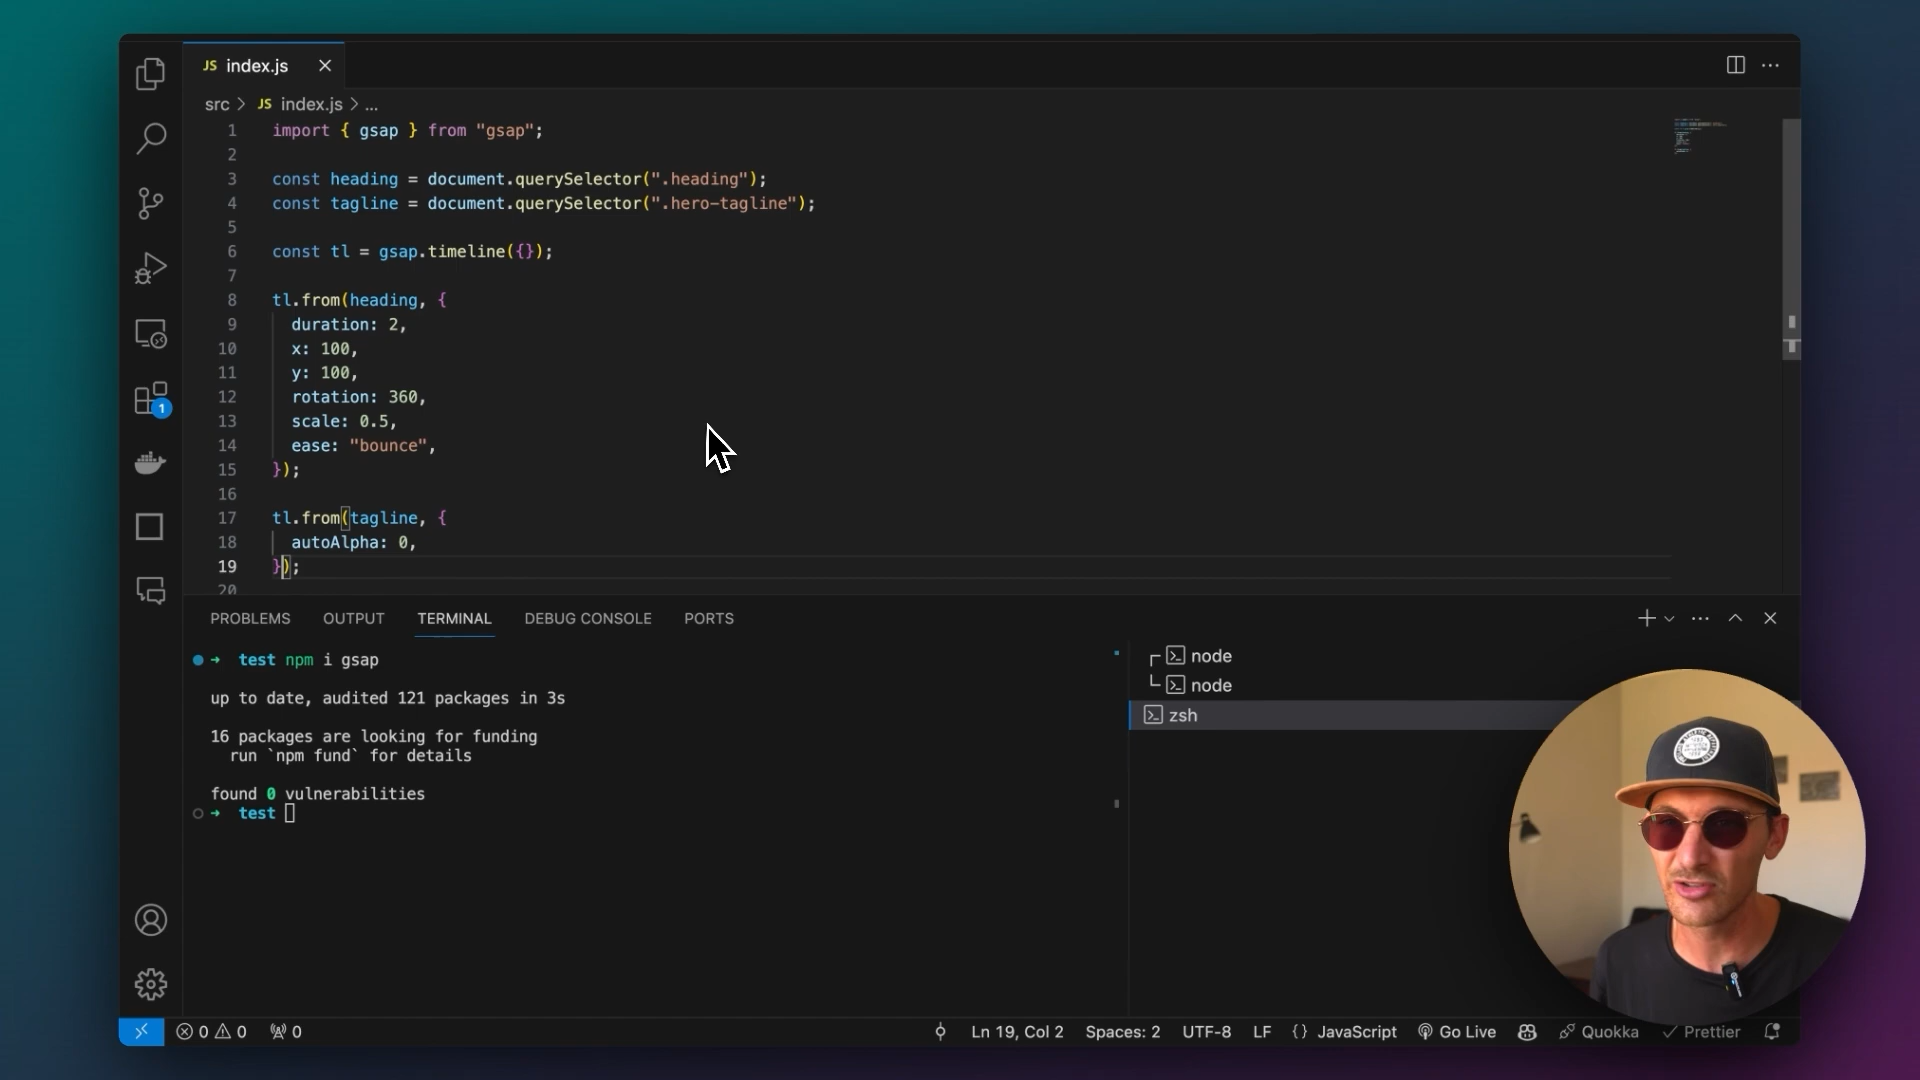 JS index.js
src > JS index.js > ...
1 import { gsap } from "gsap";
2
3 const heading = document.querySelector(".heading");
4 const tagline = document.querySelector(".hero-tagline");
5
6 const tl = gsap.timeline({});
7
8 tl.from(heading, {
9 duration: 2,
10 x: 100,
11 y: 100,
12 rotation: 360,
13 scale: 0.5,
14 ease: "bounce",
15 });
16
17 tl.from(tagline, {
18 autoAlpha: 0,
19 });
20
1
PROBLEMS OUTPUT TERMINAL DEBUG CONSOLE PORTS
➜ test npm i gsap
up to date, audited 121 packages in 3s
16 packages are looking for funding
run `npm fund` for details
found 0 vulnerabilities
➜ test
node
node
zsh
0 0 0 Ln 19, Col 2 Spaces: 2 UTF-8 LF {} JavaScript Go Live Quokka Prettier